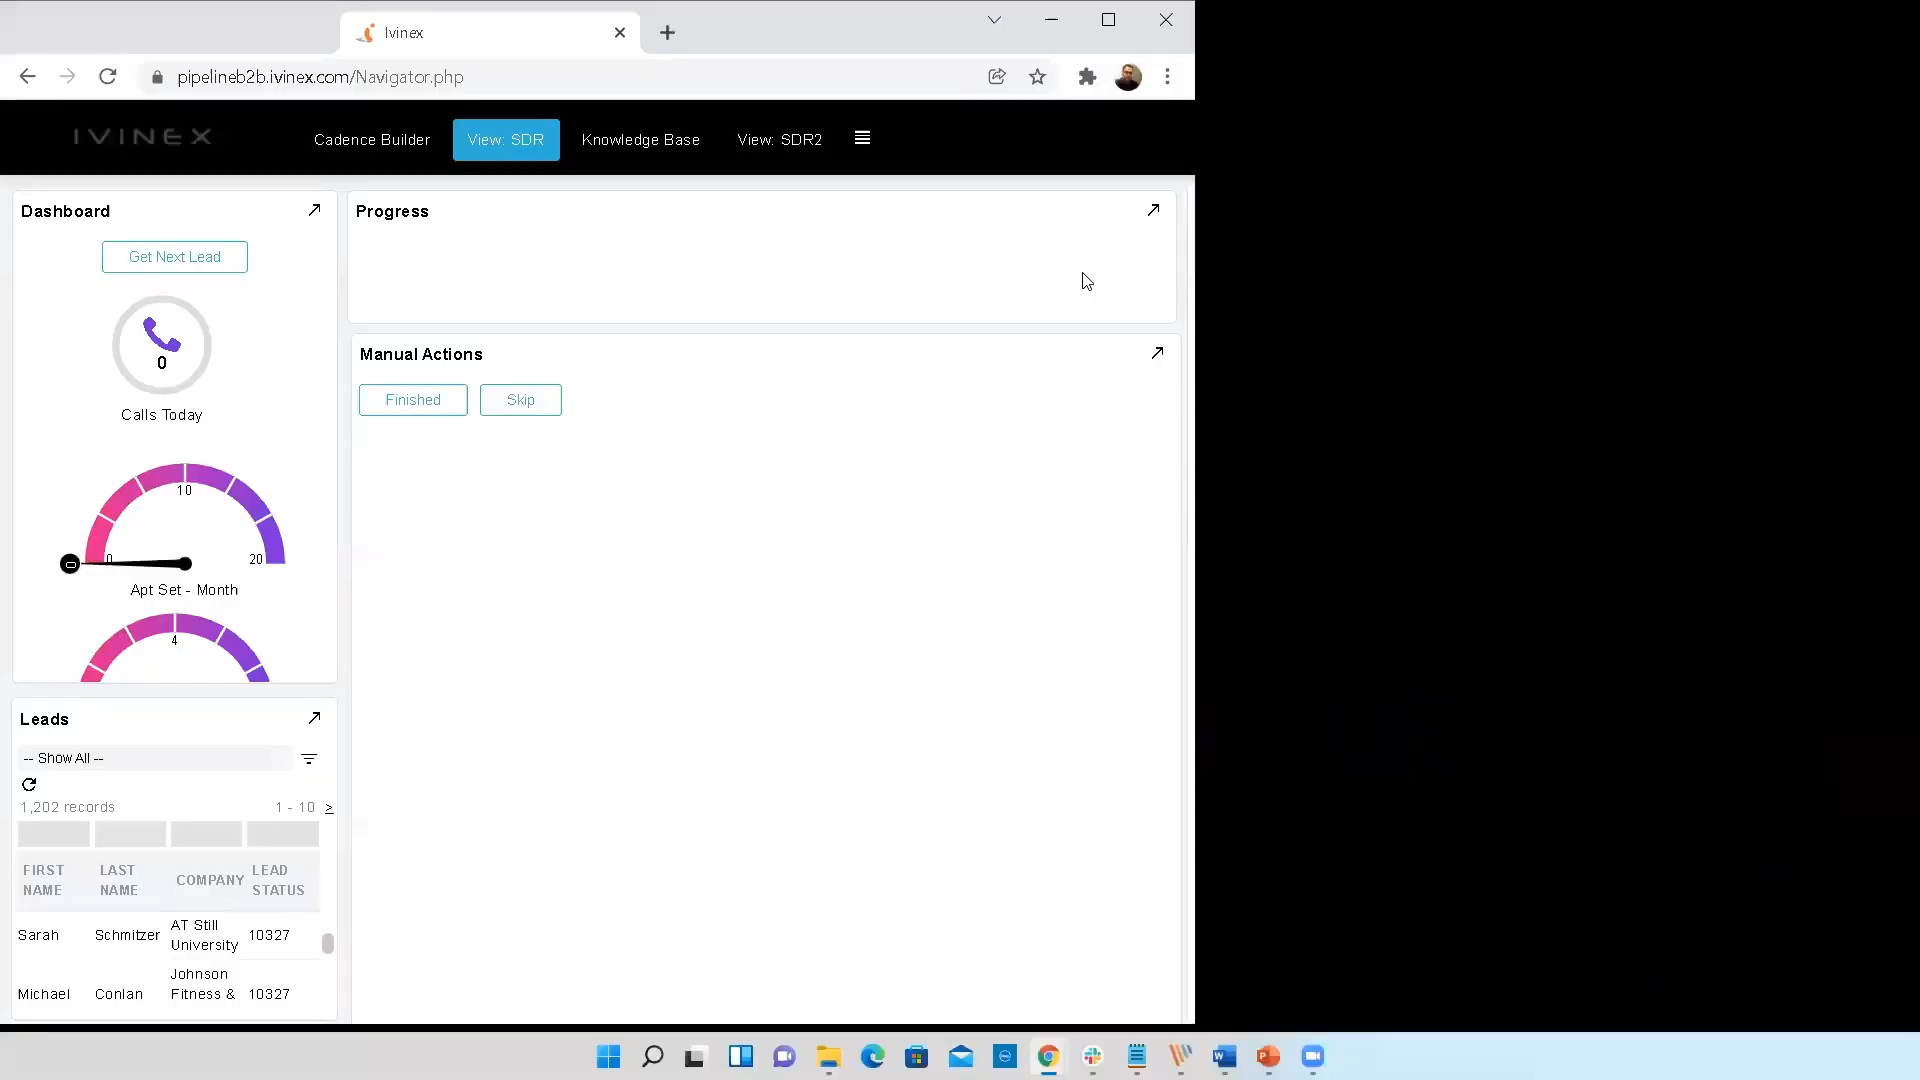 Ivinex
pipelineb2b.ivinex.com/Navigator.php
IVINEX
Cadence Builder
View: SDR
Knowledge Base
View: SDR2
Dashboard
Get Next Lead
0
Calls Today
10
0
20
0
Apt Set - Month
4
Progress
Manual Actions
Finished
Skip
Leads
-- Show All --
1,202 records 1 - 10 >
FIRST NAME LAST NAME COMPANY LEAD STATUS
Sarah Schmitzer AT Still University 10327
Michael Conlan Johnson Fitness & 10327